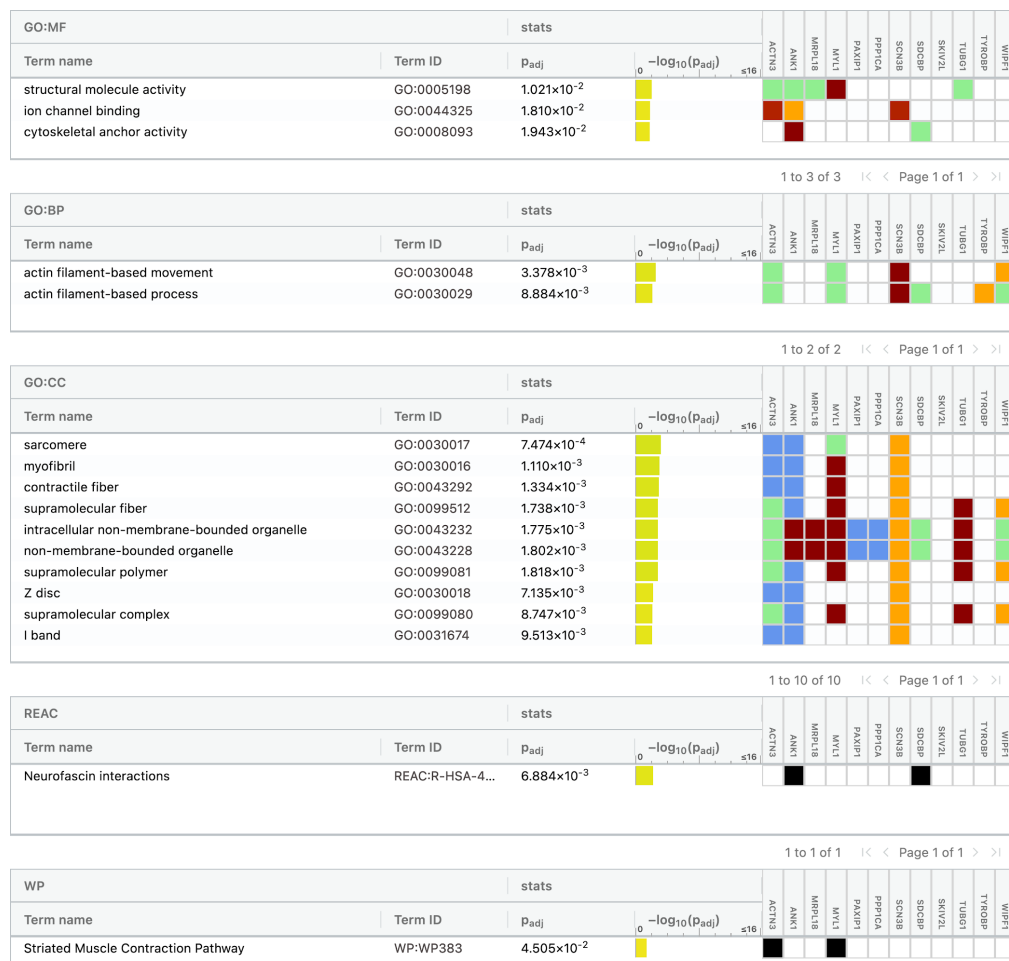 GO:MF stats ACTN3 ANK1 MRPL18 MYL1 PAXIP1 PPP1CA SCN3B SDCBP SKIV2L TUBG1 TYROBP WIPF1
Term name Term ID padj 0 −log10(padj) ≤16
structural molecule activity GO:0005198 1.021×10-2
ion channel binding GO:0044325 1.810×10-2
cytoskeletal anchor activity GO:0008093 1.943×10-2
1 to 3 of 3 Page 1 of 1
GO:BP stats ACTN3 ANK1 MRPL18 MYL1 PAXIP1 PPP1CA SCN3B SDCBP SKIV2L TUBG1 TYROBP WIPF1
Term name Term ID padj 0 −log10(padj) ≤16
actin filament-based movement GO:0030048 3.378×10-3
actin filament-based process GO:0030029 8.884×10-3
1 to 2 of 2 Page 1 of 1
GO:CC stats ACTN3 ANK1 MRPL18 MYL1 PAXIP1 PPP1CA SCN3B SDCBP SKIV2L TUBG1 TYROBP WIPF1
Term name Term ID padj 0 −log10(padj) ≤16
sarcomere GO:0030017 7.474×10-4
myofibril GO:0030016 1.110×10-3
contractile fiber GO:0043292 1.334×10-3
supramolecular fiber GO:0099512 1.738×10-3
intracellular non-membrane-bounded organelle GO:0043232 1.775×10-3
non-membrane-bounded organelle GO:0043228 1.802×10-3
supramolecular polymer GO:0099081 1.818×10-3
Z disc GO:0030018 7.135×10-3
supramolecular complex GO:0099080 8.747×10-3
I band GO:0031674 9.513×10-3
1 to 10 of 10 Page 1 of 1
REAC stats ACTN3 ANK1 MRPL18 MYL1 PAXIP1 PPP1CA SCN3B SDCBP SKIV2L TUBG1 TYROBP WIPF1
Term name Term ID padj 0 −log10(padj) ≤16
Neurofascin interactions REAC:R-HSA-4... 6.884×10-3
1 to 1 of 1 Page 1 of 1
WP stats ACTN3 ANK1 MRPL18 MYL1 PAXIP1 PPP1CA SCN3B SDCBP SKIV2L TUBG1 TYROBP WIPF1
Term name Term ID padj 0 −log10(padj) ≤16
Striated Muscle Contraction Pathway WP:WP383 4.505×10-2